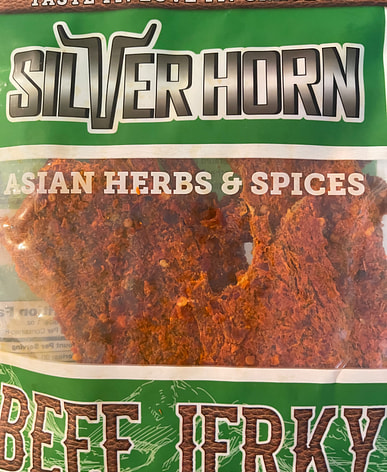 SILVER HORN
ASIAN HERBS & SPICES
BEEF JERKY